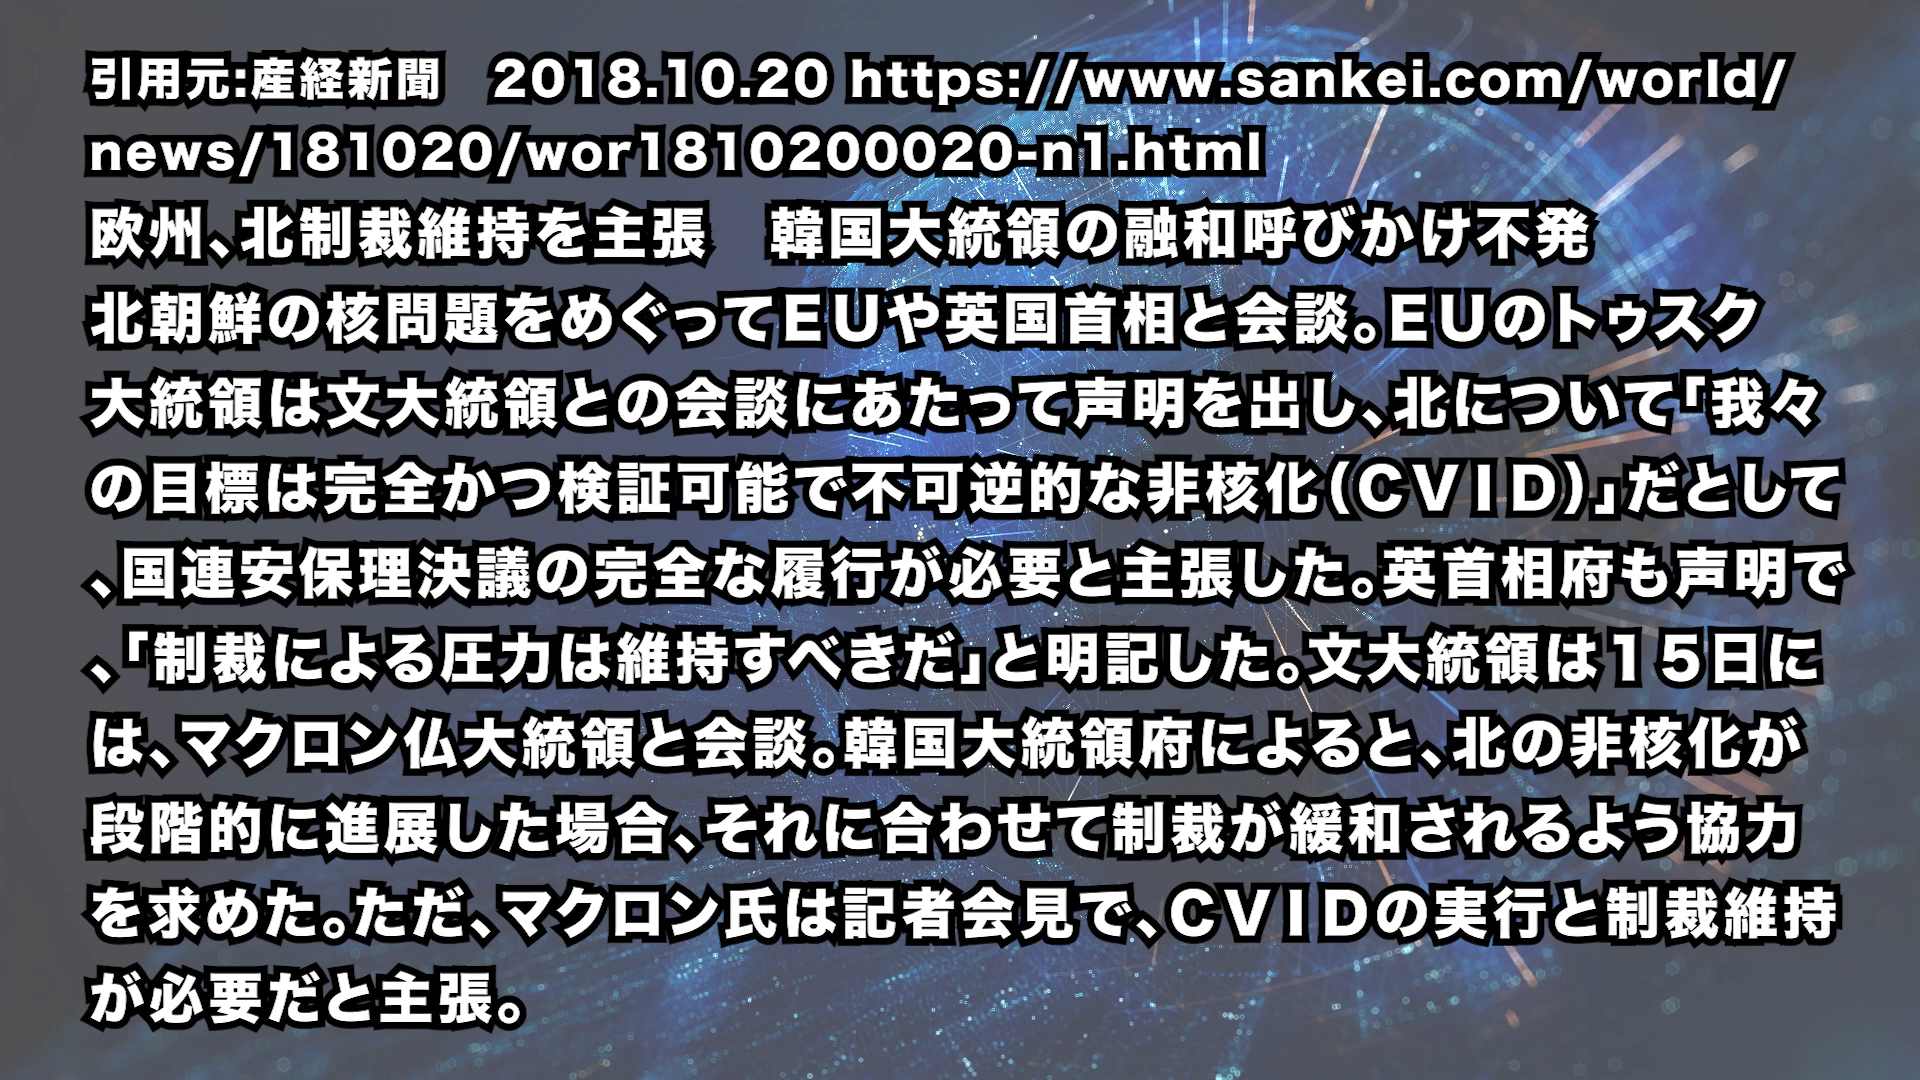 引用元:産経新聞　2018.10.20 https://www.sankei.com/world/
news/181020/wor1810200020-n1.html
欧州、北制裁維持を主張　韓国大統領の融和呼びかけ不発
北朝鮮の核問題をめぐってＥＵや英国首相と会談。ＥＵのトゥスク
大統領は文大統領との会談にあたって声明を出し、北について「我々
の目標は完全かつ検証可能で不可逆的な非核化（ＣＶＩＤ）」だとして
、国連安保理決議の完全な履行が必要と主張した。英首相府も声明で
、「制裁による圧力は維持すべきだ」と明記した。文大統領は１５日に
は、マクロン仏大統領と会談。韓国大統領府によると、北の非核化が
段階的に進展した場合、それに合わせて制裁が緩和されるよう協力
を求めた。ただ、マクロン氏は記者会見で、ＣＶＩＤの実行と制裁維持
が必要だと主張。